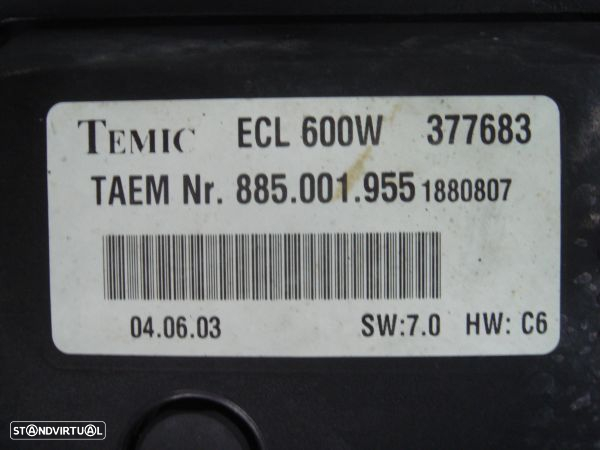 TEMIC ECL 600W 377683
TAEM Nr. 885.001.955 1880807
04.06.03 SW:7.0 HW: C6
STANDVIRTUAL